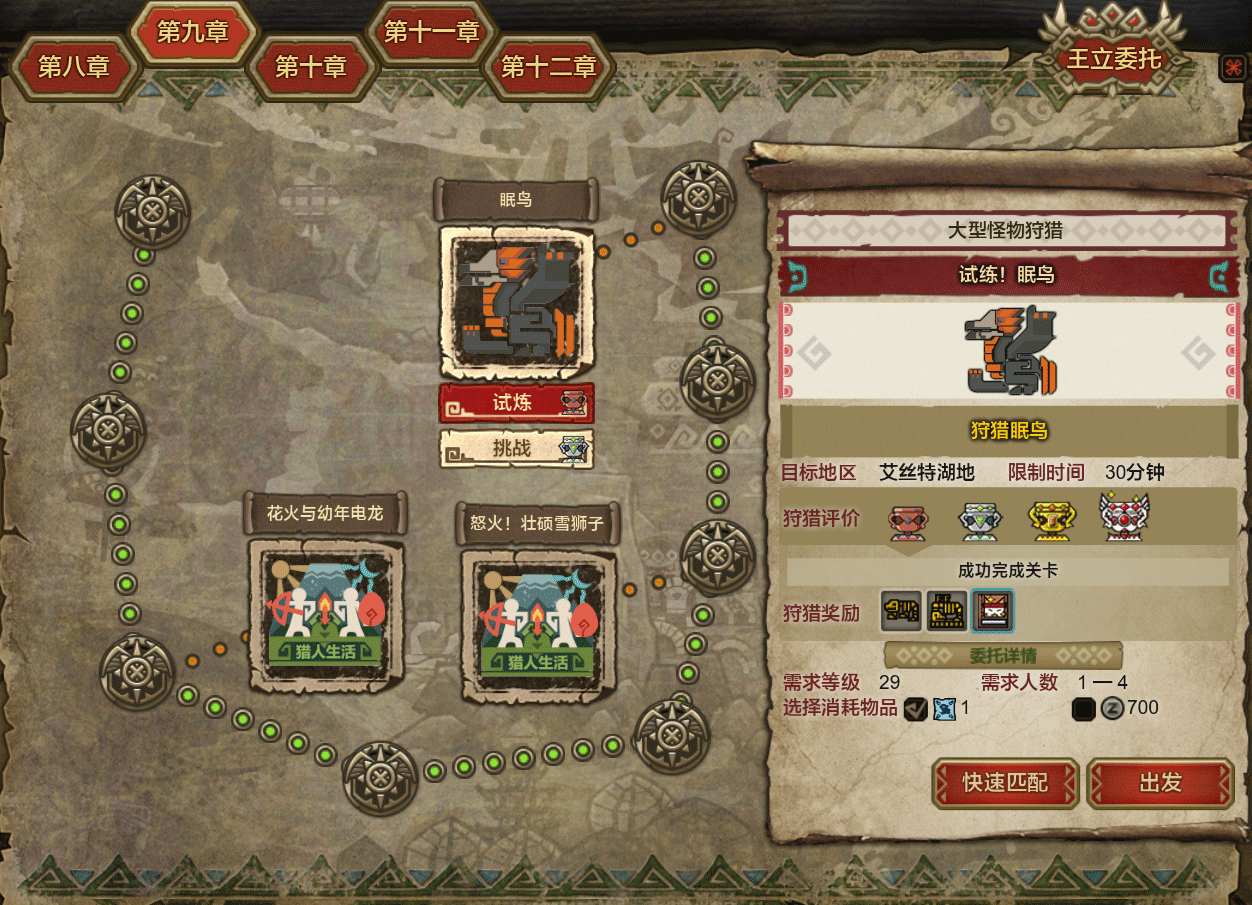 第八章
第九章
第十章
第十一章
第十二章
王立委托
眠鸟
试炼
挑战
花火与幼年电龙
猎人生活
怒火！壮硕雪狮子
猎人生活
大型怪物狩猎
试练！眠鸟
狩猎眠鸟
目标地区 艾丝特湖地 限制时间 30分钟
狩猎评价
成功完成关卡
狩猎奖励
委托详情
需求等级 29 需求人数 1 — 4
选择消耗物品 1 Z 700
快速匹配 出发